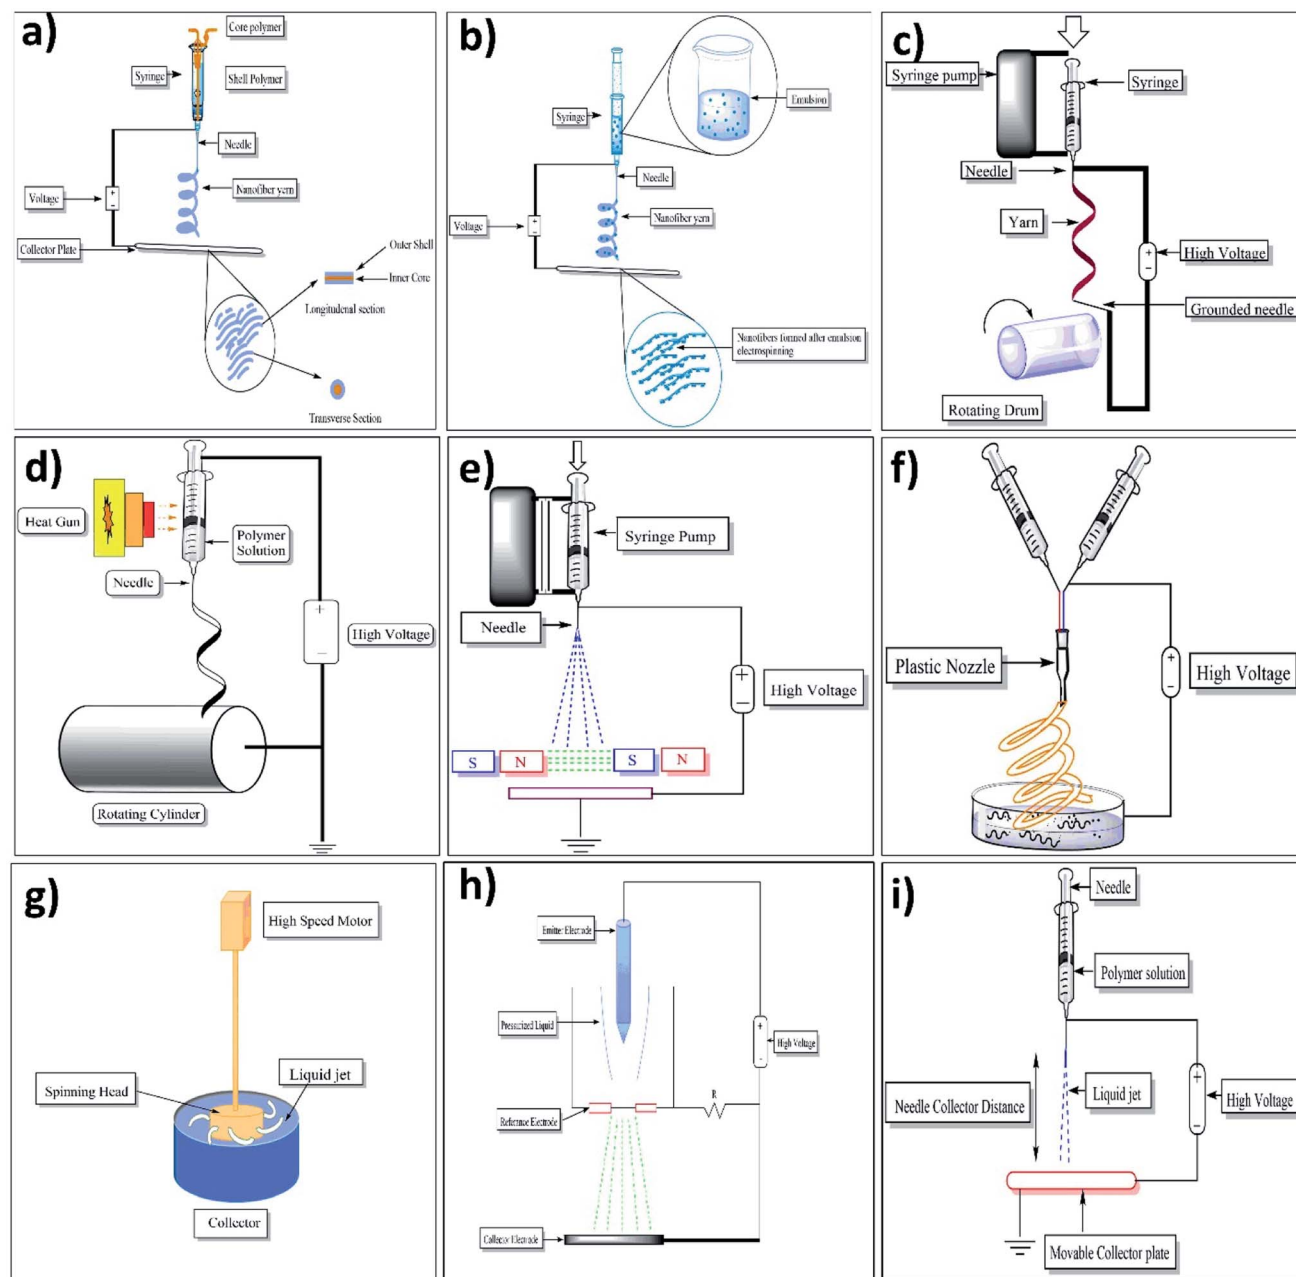 a)
Core polymer
Syringe
Shell Polymer
Needle
Nanofiber yern
Voltage
+
-
Collector Plate
Outer Shell
Inner Core
Longitudenal section
Transverse Section
b)
Emulsion
Syringe
Needle
Nanofiber yern
Voltage
+
-
Nanofibers formed after emulsion
electrospinning
c)
Syringe pump
Syringe
Needle
Yarn
+
-
High Voltage
Grounded needle
Rotating Drum
d)
Heat Gun
Polymer
Solution
Needle
+
-
High Voltage
Rotating Cylinder
e)
Syringe Pump
Needle
+
-
High Voltage
S N S N
f)
Plastic Nozzle
+
-
High Voltage
g)
High Speed Motor
Liquid jet
Spinning Head
Collector
h)
Emitter Electrode
Pressurized Liquid
+
-
High Voltage
R
Reference Electrode
Collector Electrode
i)
Needle
Polymer solution
Needle Collector
Distance
Liquid jet
+
-
High Voltage
Movable Collector plate